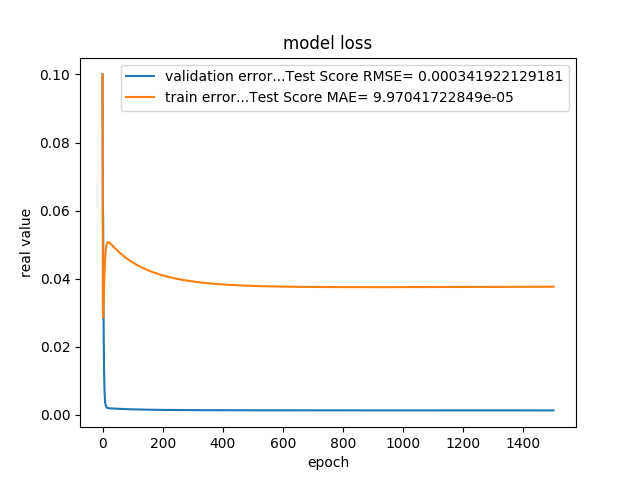 model loss
validation error...Test Score RMSE= 0.000341922129181
train error...Test Score MAE= 9.97041722849e-05
0.10
0.08
0.06
0.04
0.02
0.00
real value
0 200 400 600 800 1000 1200 1400
epoch